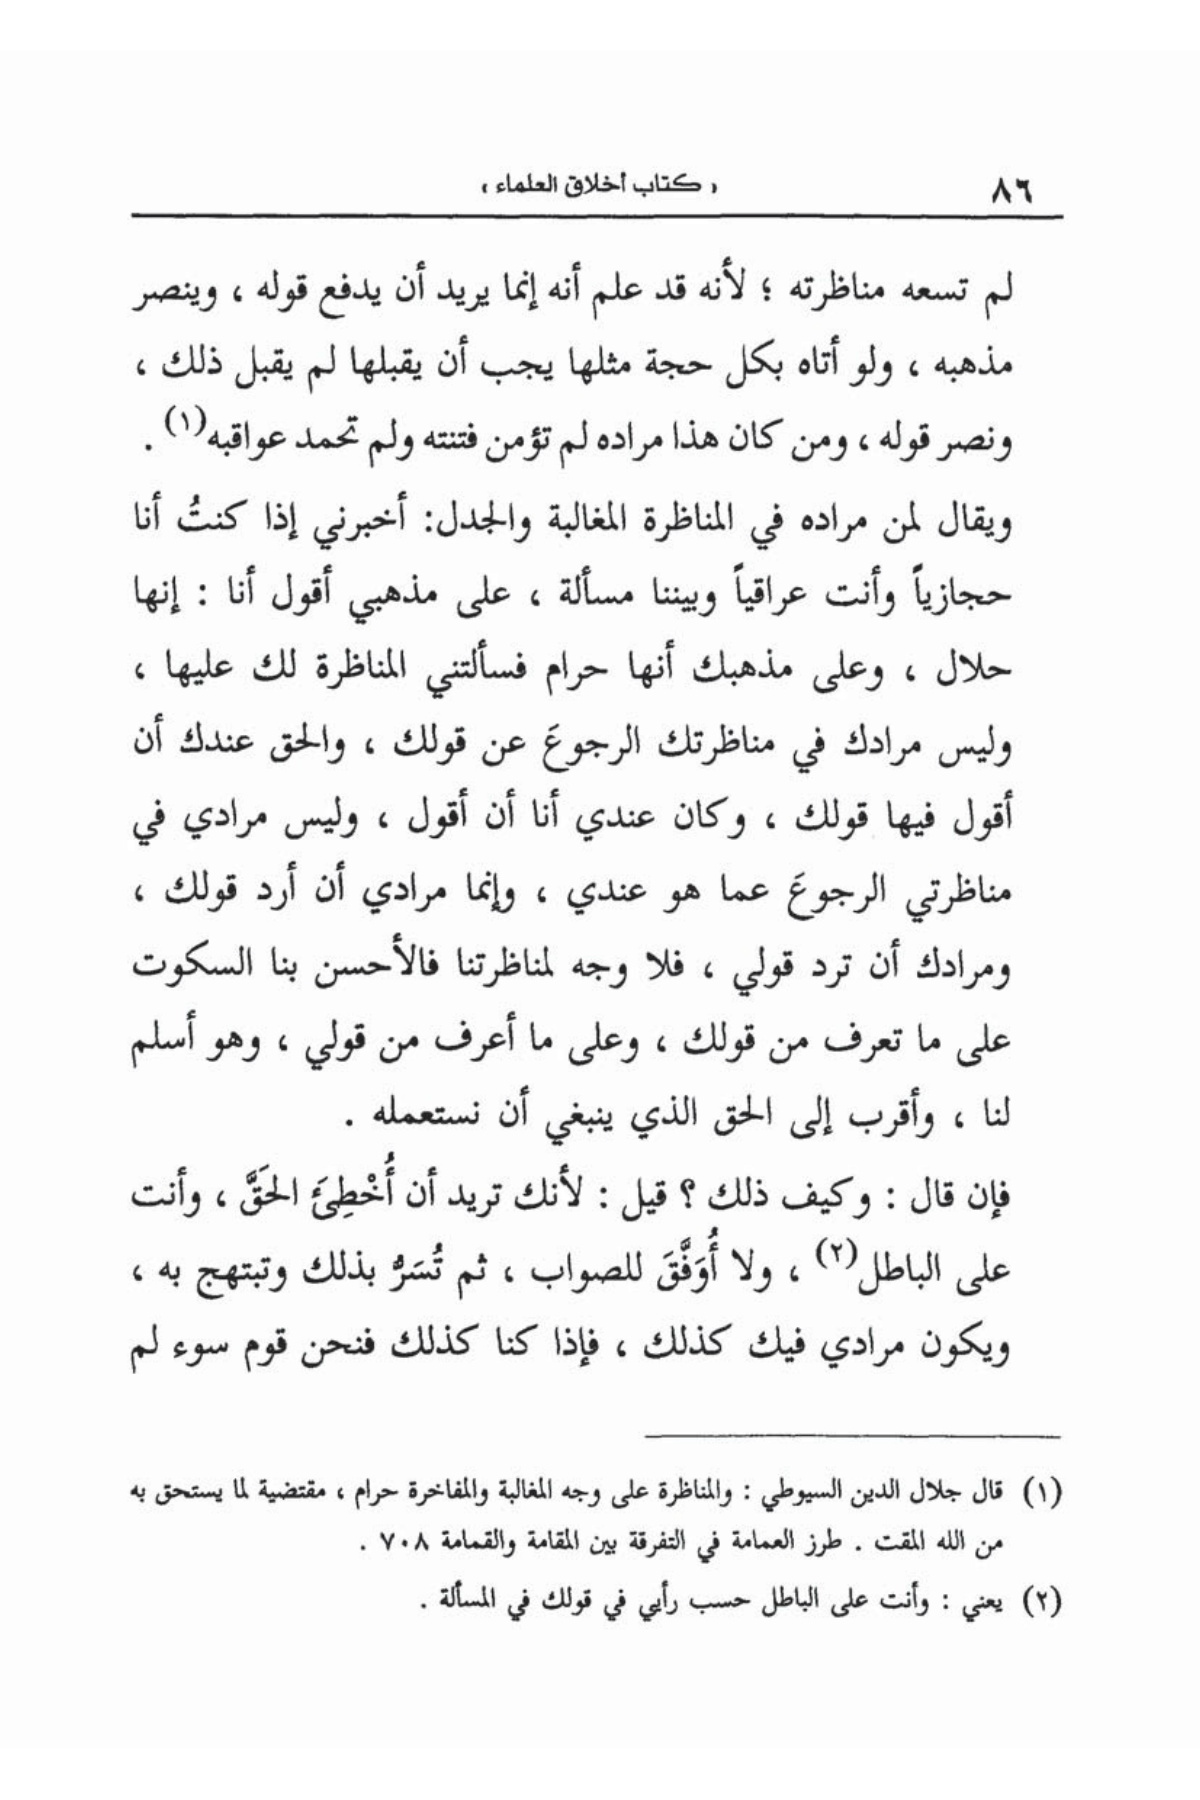 ٨٦
« كتاب أخلاق العلماء »
لم تسعه مناظرته ؛ لأنه قد علم أنه إنما يريد أن يدفع قوله ، وينصر
مذهبه ، ولو أتاه بكل حجة مثلها يجب أن يقبلها لم يقبل ذلك ،
ونصر قوله ، ومن كان هذا مراده لم تؤمن فتنته ولم تحمد عواقبه(١) .
ويقال لمن مراده في المناظرة المغالبة والجدل: أخبرني إذا كنتُ أنا
حجازياً وأنت عراقياً وبيننا مسألة ، على مذهبي أقول أنا : إنها
حلال ، وعلى مذهبك أنها حرام فسألتني المناظرة لك عليها ،
وليس مرادك في مناظرتك الرجوعَ عن قولك ، والحق عندك أن
أقول فيها قولك ، وكان عندي أنا أن أقول ، وليس مرادي في
مناظرتي الرجوعَ عما هو عندي ، وإنما مرادي أن أرد قولك ،
ومرادك أن ترد قولي ، فلا وجه لمناظرتنا فالأحسن بنا السكوت
على ما تعرف من قولك ، وعلى ما أعرف من قولي ، وهو أسلم
لنا ، وأقرب إلى الحق الذي ينبغي أن نستعمله .
فإن قال : وكيف ذلك ؟ قيل : لأنك تريد أن أُخْطِئَ الحَقَّ ، وأنت
على الباطل(٢) ، ولا أُوَفَّقَ للصواب ، ثم تُسَرُّ بذلك وتبتهج به ،
ويكون مرادي فيك كذلك ، فإذا كنا كذلك فنحن قوم سوء لم
(١) قال جلال الدين السيوطي : والمناظرة على وجه المغالبة والمفاخرة حرام ، مقتضية لما يستحق به
من الله المقت . طرز العمامة في التفرقة بين المقامة والقمامة ٧٠٨ .
(٢) يعني : وأنت على الباطل حسب رأيي في قولك في المسألة .